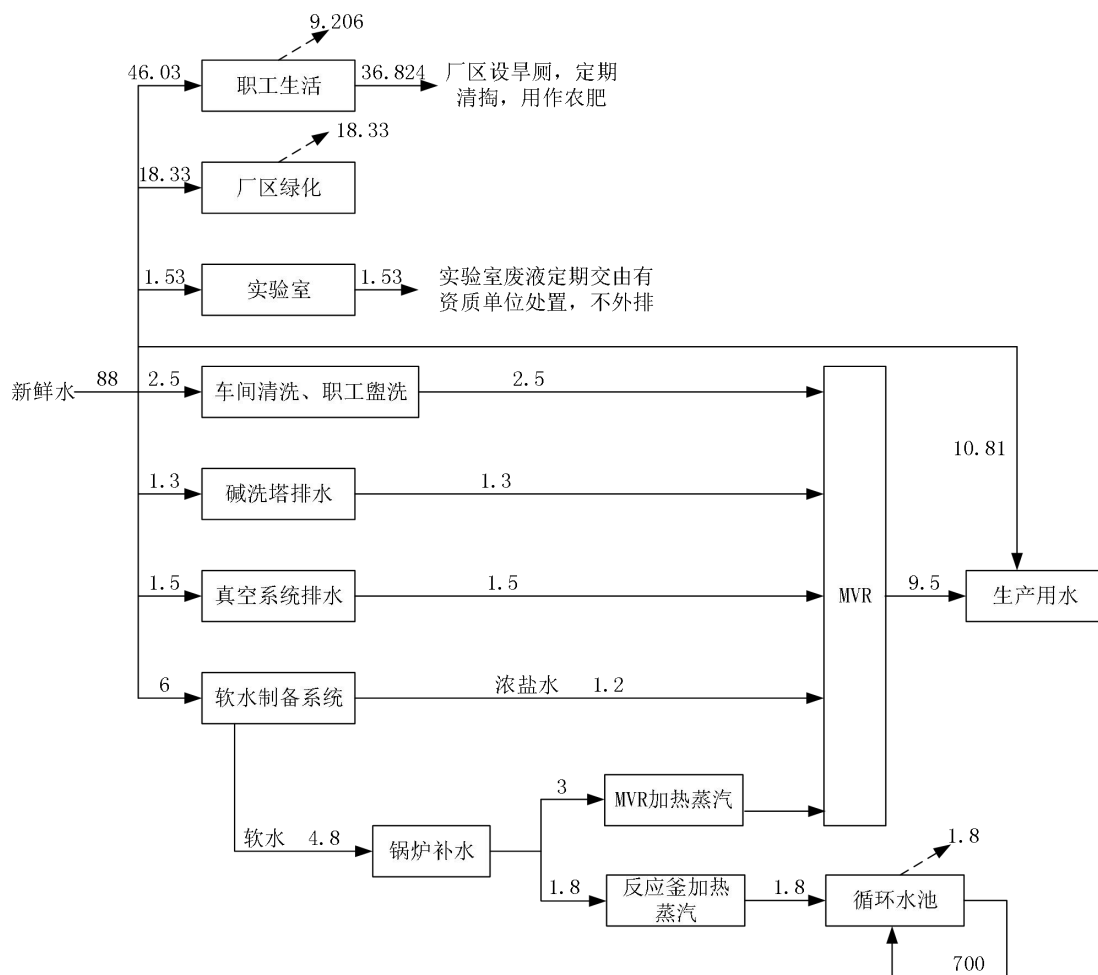 9.206
46.03
职工生活
36.824
厂区设旱厕，定期
清掏，用作农肥
18.33
18.33
厂区绿化
1.53
实验室
1.53
实验室废液定期交由有
资质单位处置，不外排
新鲜水
88
2.5
车间清洗、职工盥洗
2.5
10.81
1.3
碱洗塔排水
1.3
1.5
真空系统排水
1.5
MVR
9.5
生产用水
6
软水制备系统
浓盐水 1.2
3
MVR加热蒸汽
软水 4.8
锅炉补水
1.8
1.8
反应釜加热
蒸汽
1.8
循环水池
700